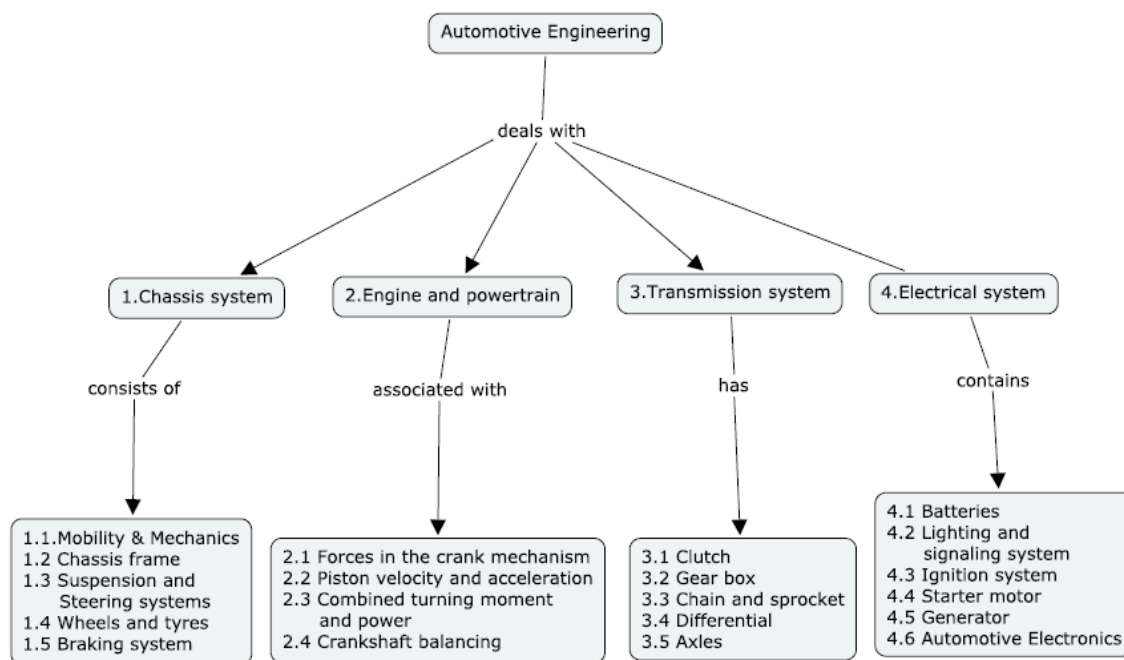 Automotive Engineering
deals with
1.Chassis system
2.Engine and powertrain
3.Transmission system
4.Electrical system
consists of
associated with
has
contains
1.1.Mobility & Mechanics
1.2 Chassis frame
1.3 Suspension and
Steering systems
1.4 Wheels and tyres
1.5 Braking system
2.1 Forces in the crank mechanism
2.2 Piston velocity and acceleration
2.3 Combined turning moment
and power
2.4 Crankshaft balancing
3.1 Clutch
3.2 Gear box
3.3 Chain and sprocket
3.4 Differential
3.5 Axles
4.1 Batteries
4.2 Lighting and
signaling system
4.3 Ignition system
4.4 Starter motor
4.5 Generator
4.6 Automotive Electronics